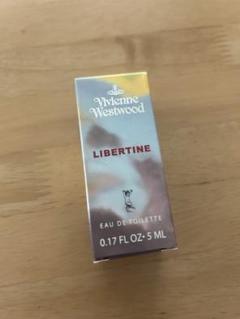 Vivienne
Westwood
LIBERTINE
EAU DE TOILETTE
0.17 FL OZ• 5 ML